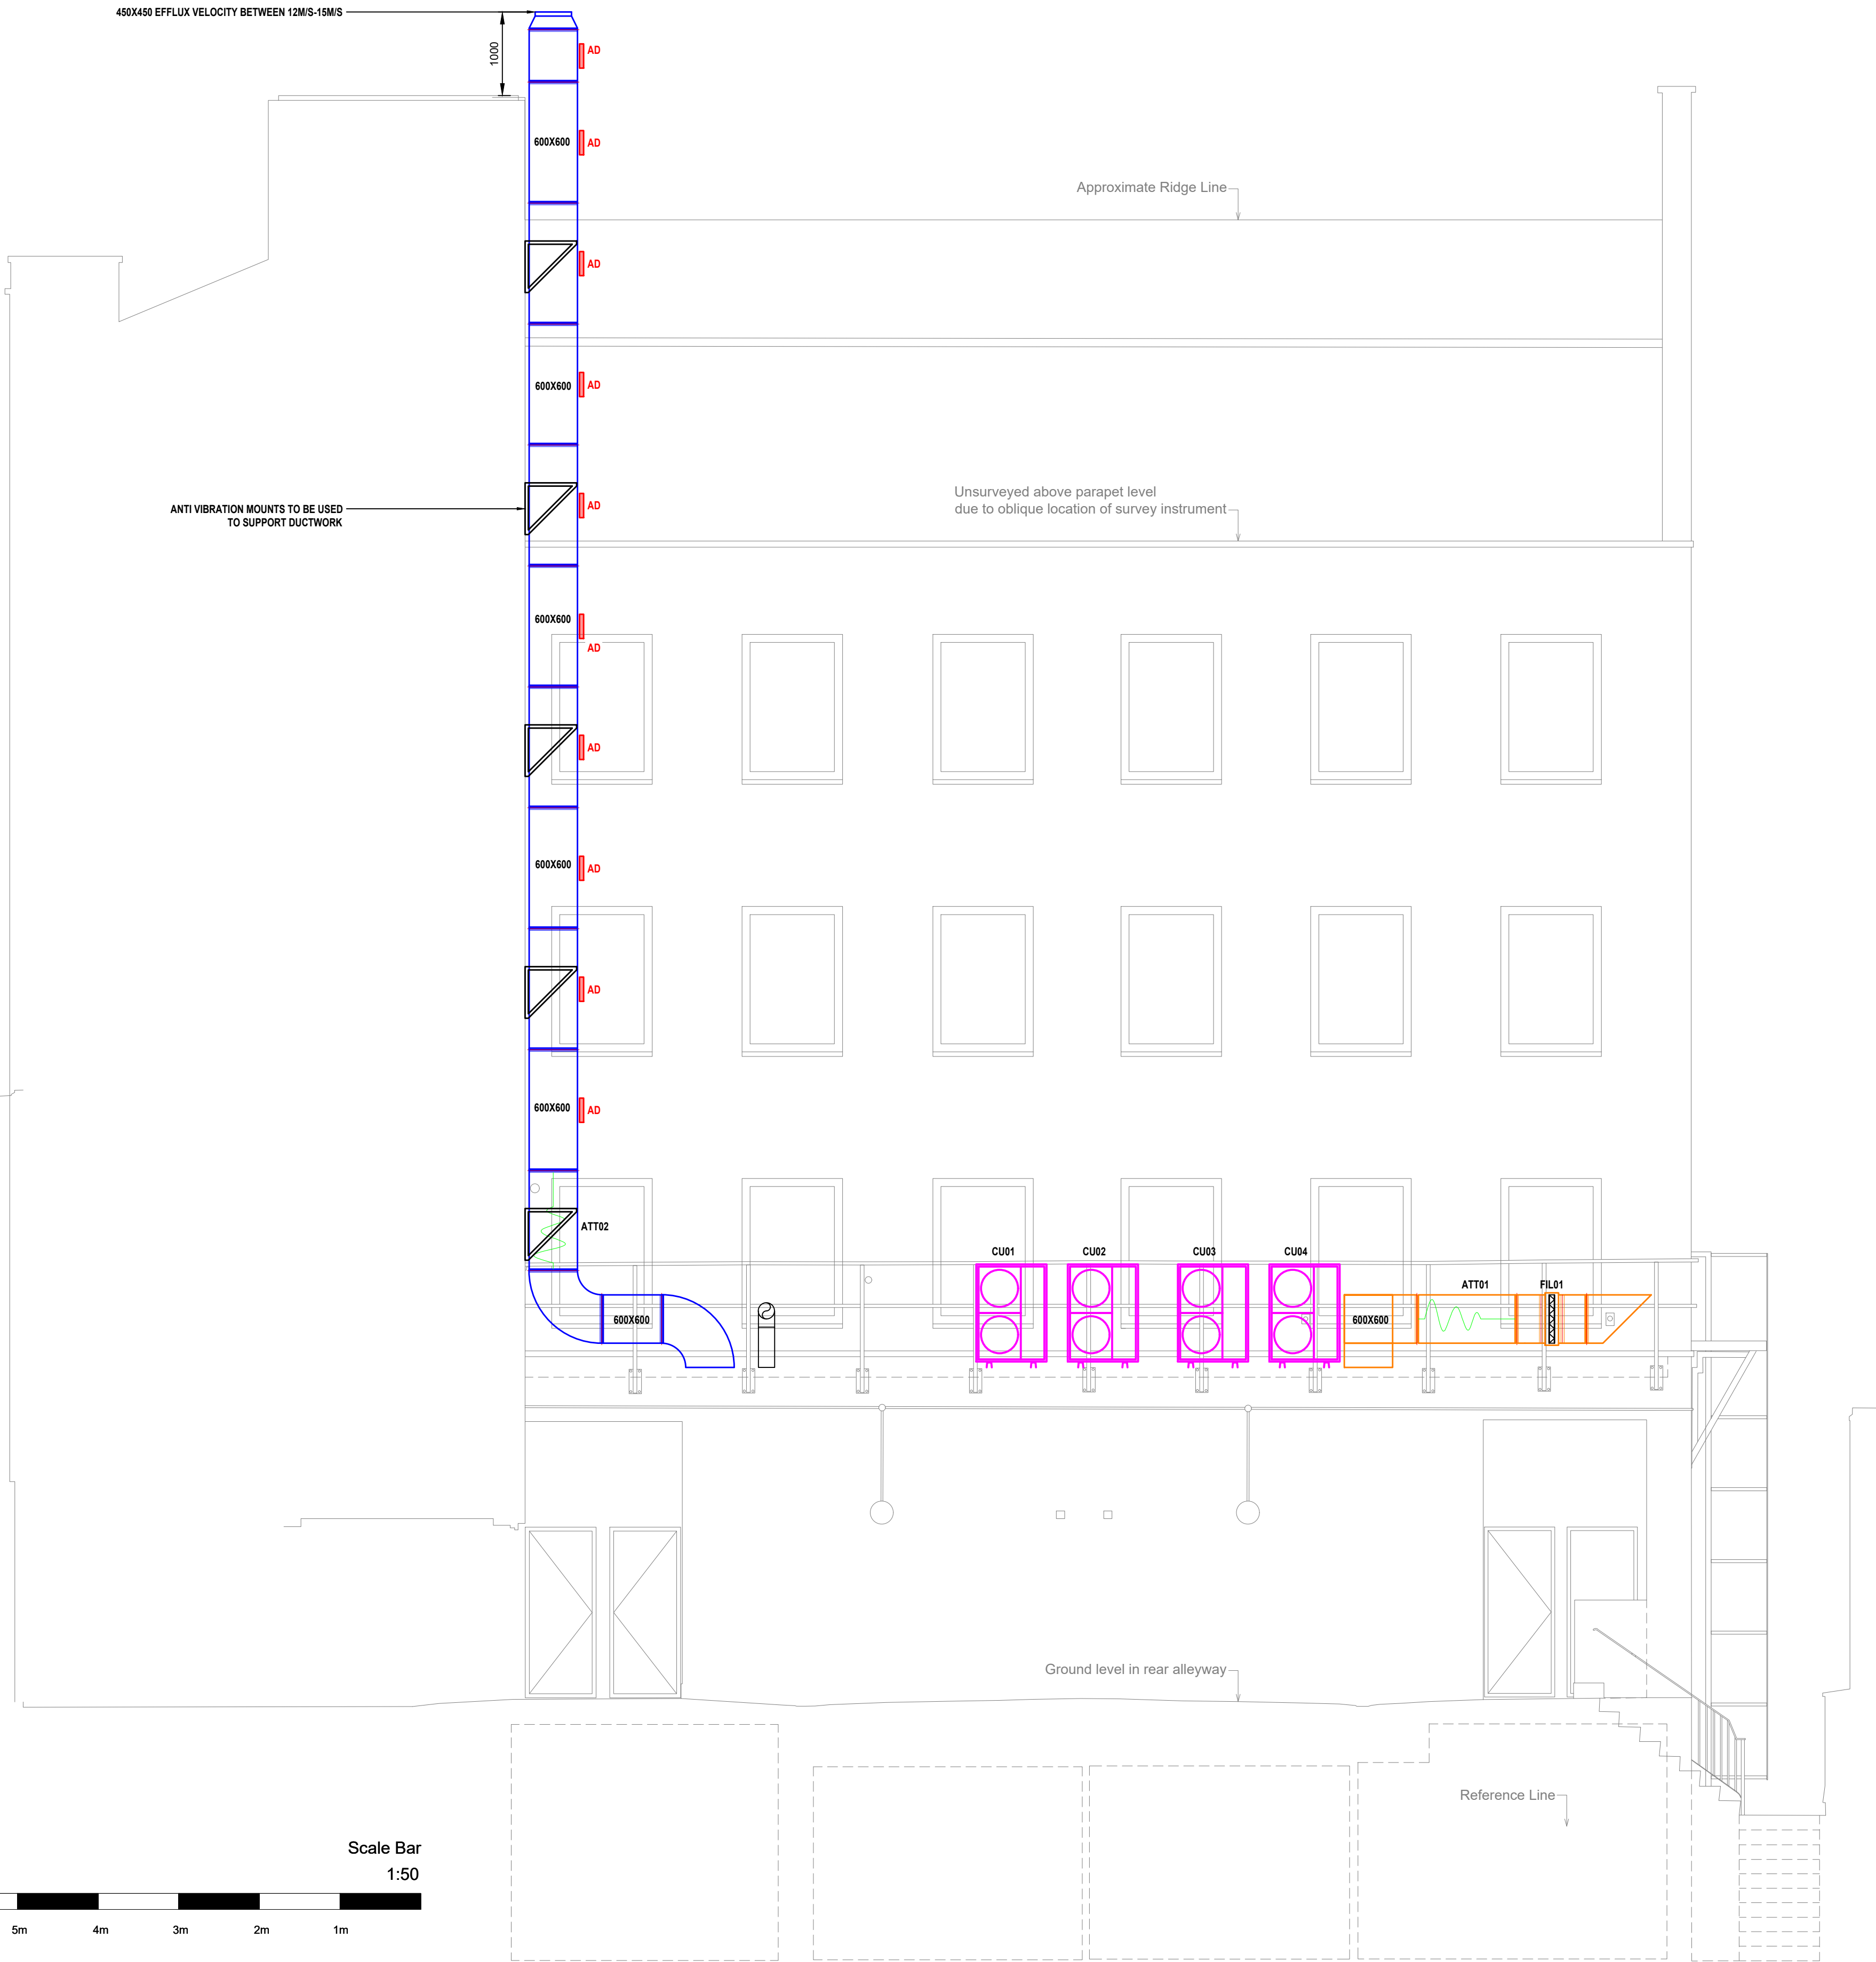 450X450 EFFLUX VELOCITY BETWEEN 12M/S-15M/S
1000
AD
600X600
AD
Approximate Ridge Line
AD
600X600
AD
Unsurveyed above parapet level
due to oblique location of survey instrument
ANTI VIBRATION MOUNTS TO BE USED
TO SUPPORT DUCTWORK
AD
600X600
AD
AD
600X600
AD
AD
600X600
AD
ATT02
CU01
CU02
CU03
CU04
ATT01
FIL01
600X600
600X600
Ground level in rear alleyway
Reference Line
Scale Bar
1:50
5m
4m
3m
2m
1m